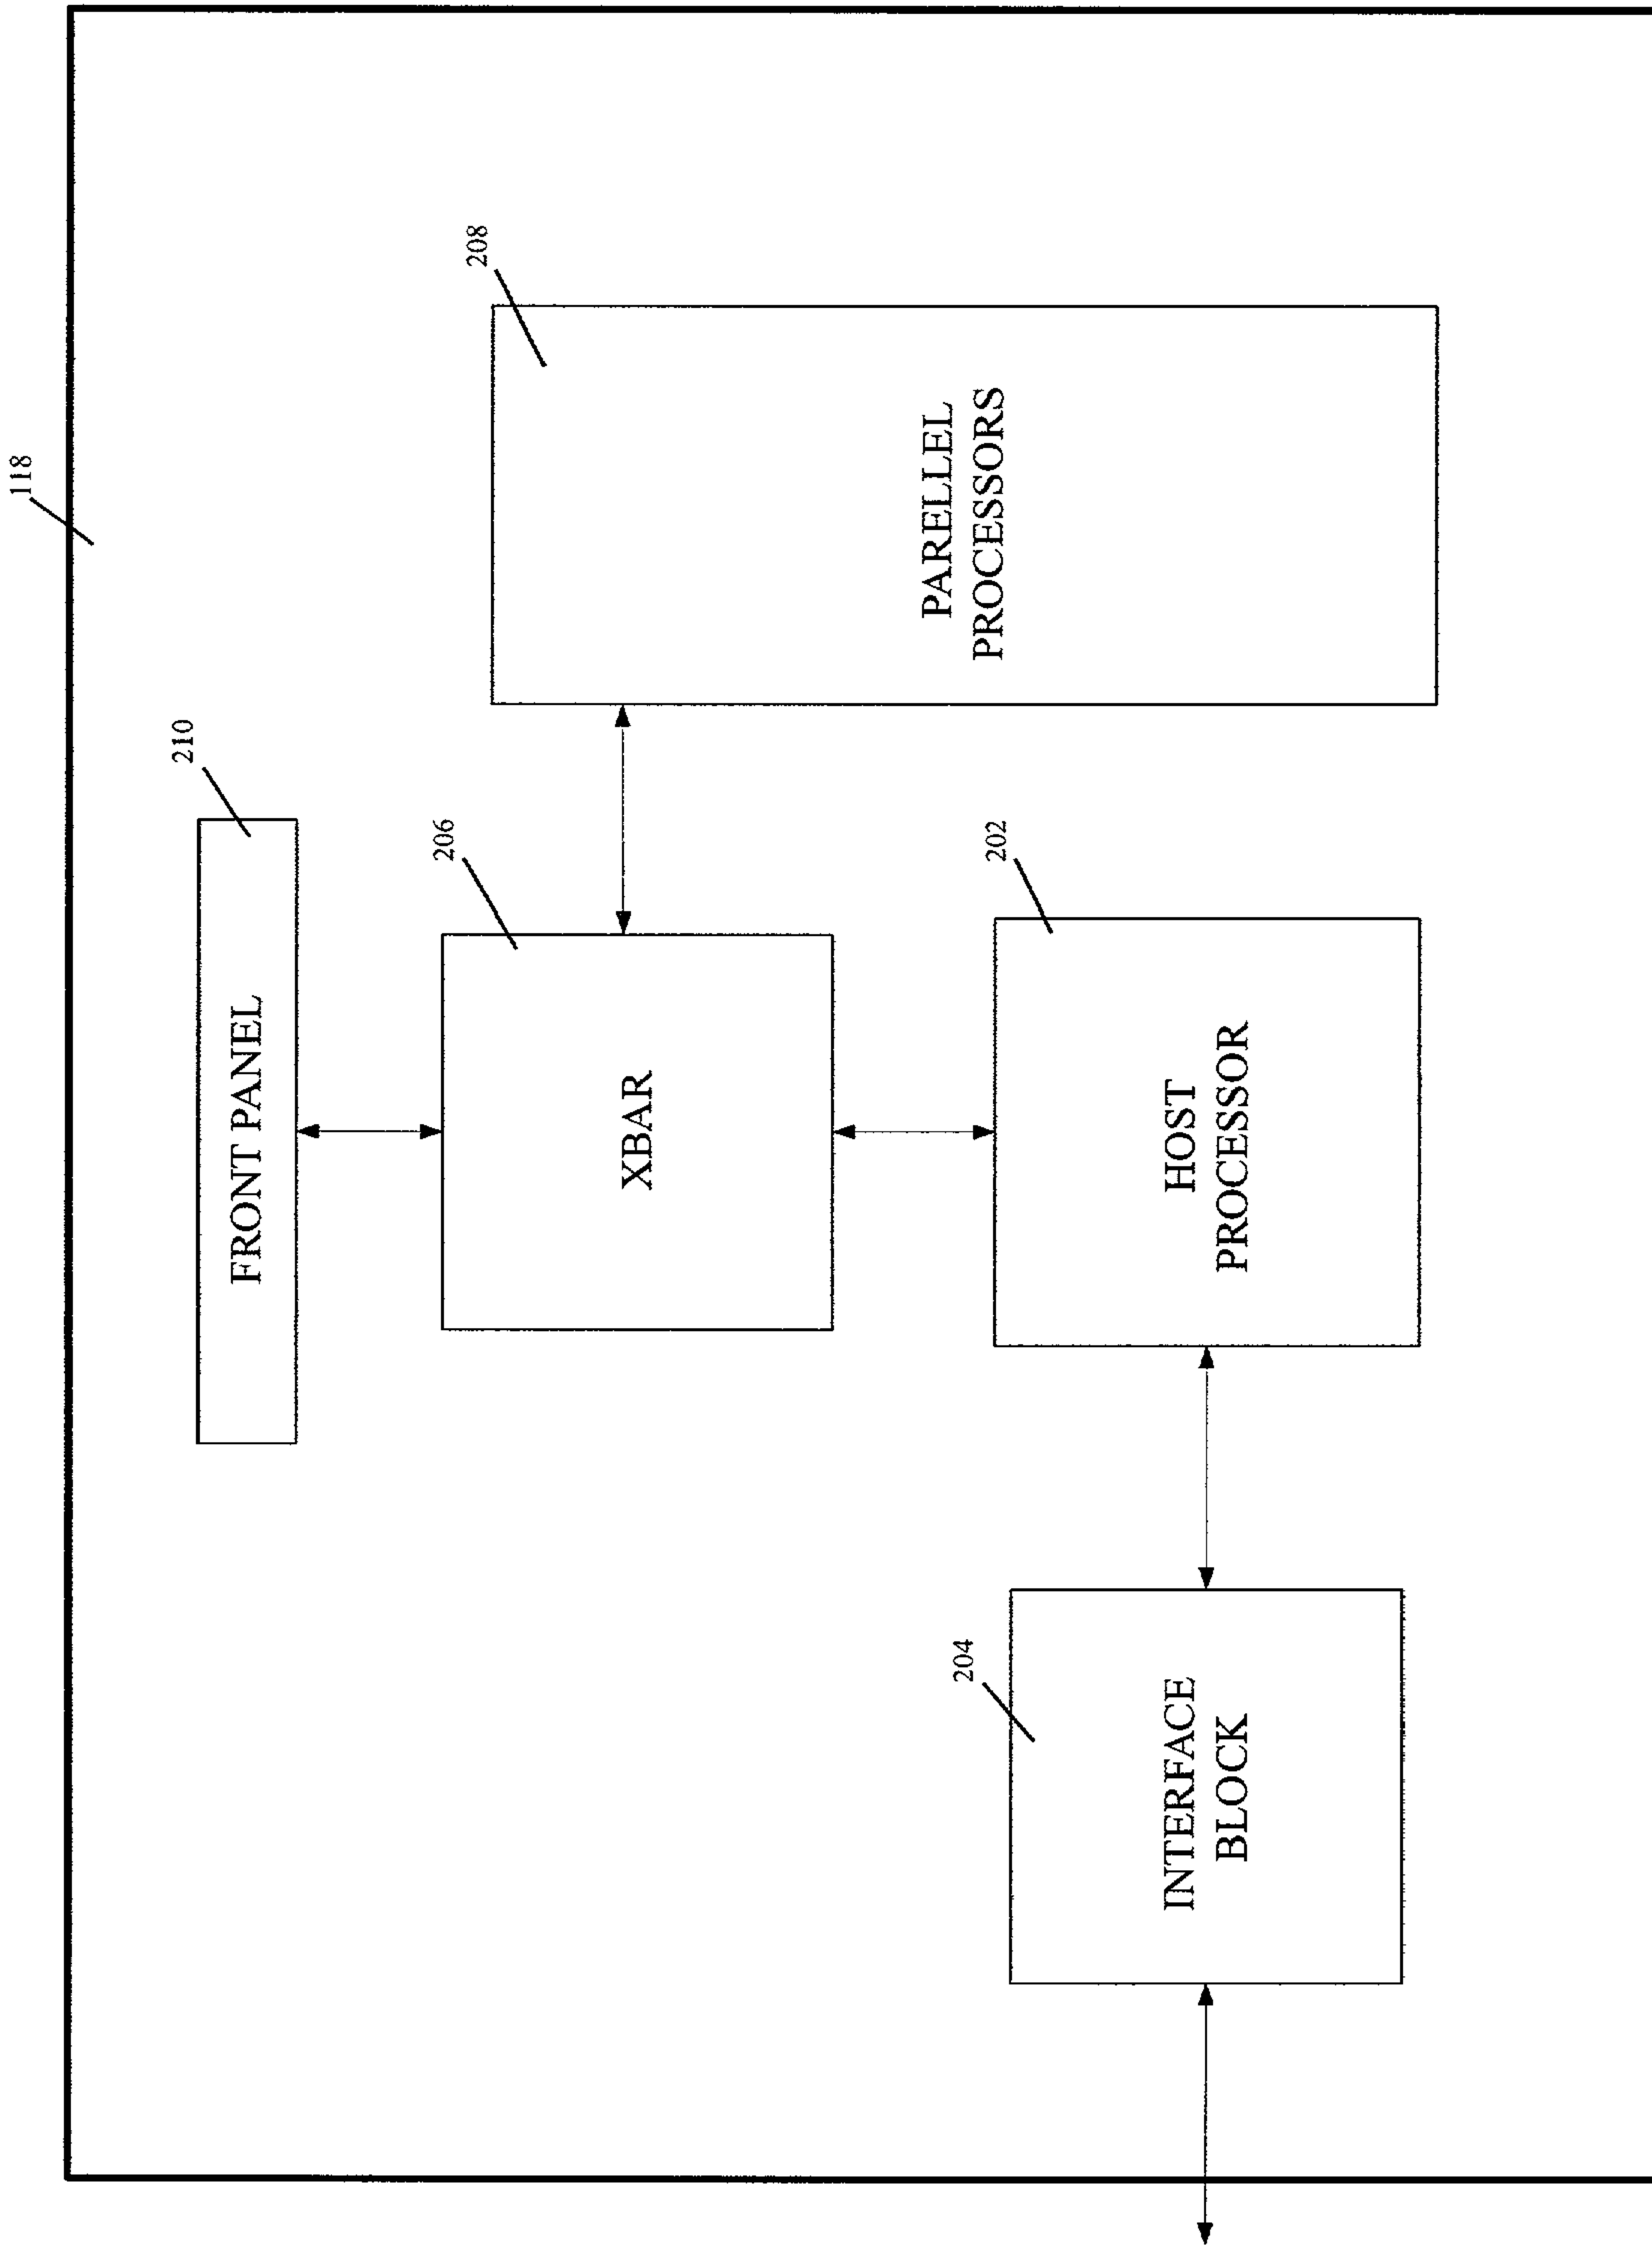 118
210
FRONT PANEL
206
XBAR
208
PARELLEL
PROCESSORS
204
INTERFACE
BLOCK
202
HOST
PROCESSOR